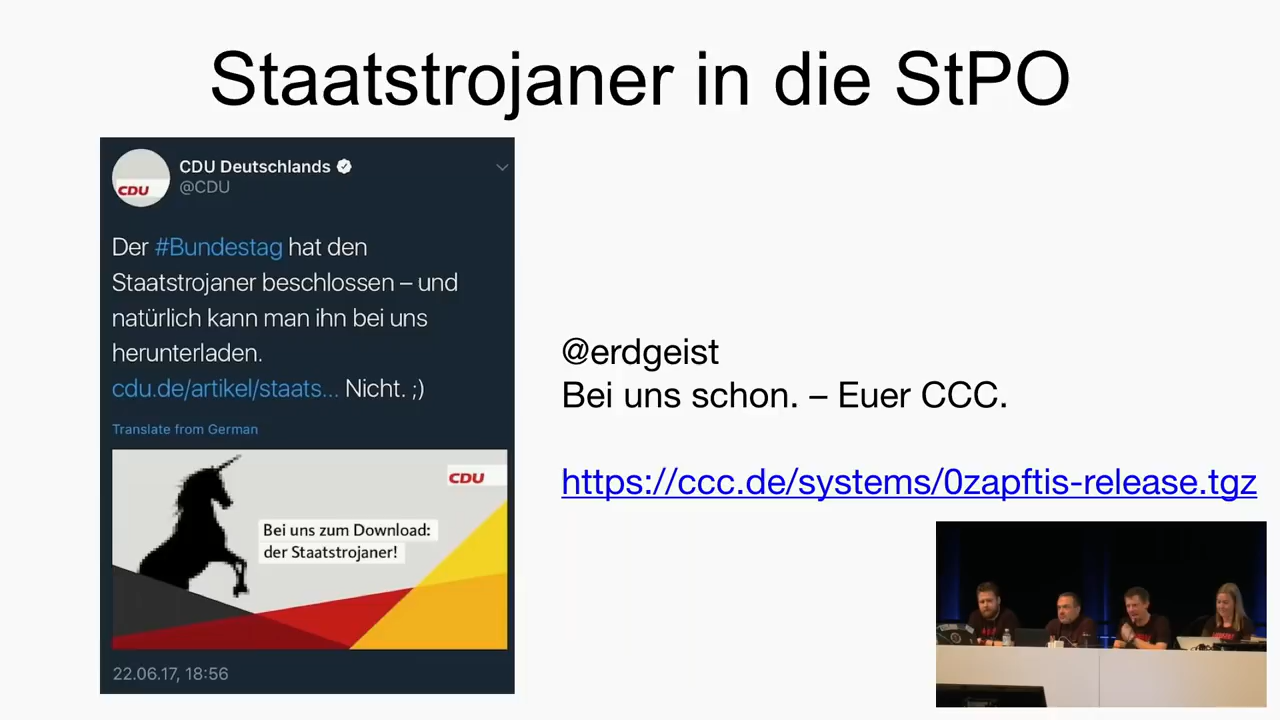 Staatstrojaner in die StPO
CDU Deutschlands
@CDU
CDU
Der #Bundestag hat den
Staatstrojaner beschlossen – und
natürlich kann man ihn bei uns
herunterladen.
cdu.de/artikel/staats... Nicht. ;)
Translate from German
CDU
Bei uns zum Download:
der Staatstrojaner!
22.06.17, 18:56
@erdgeist
Bei uns schon. – Euer CCC.
https://ccc.de/systems/0zapftis-release.tgz